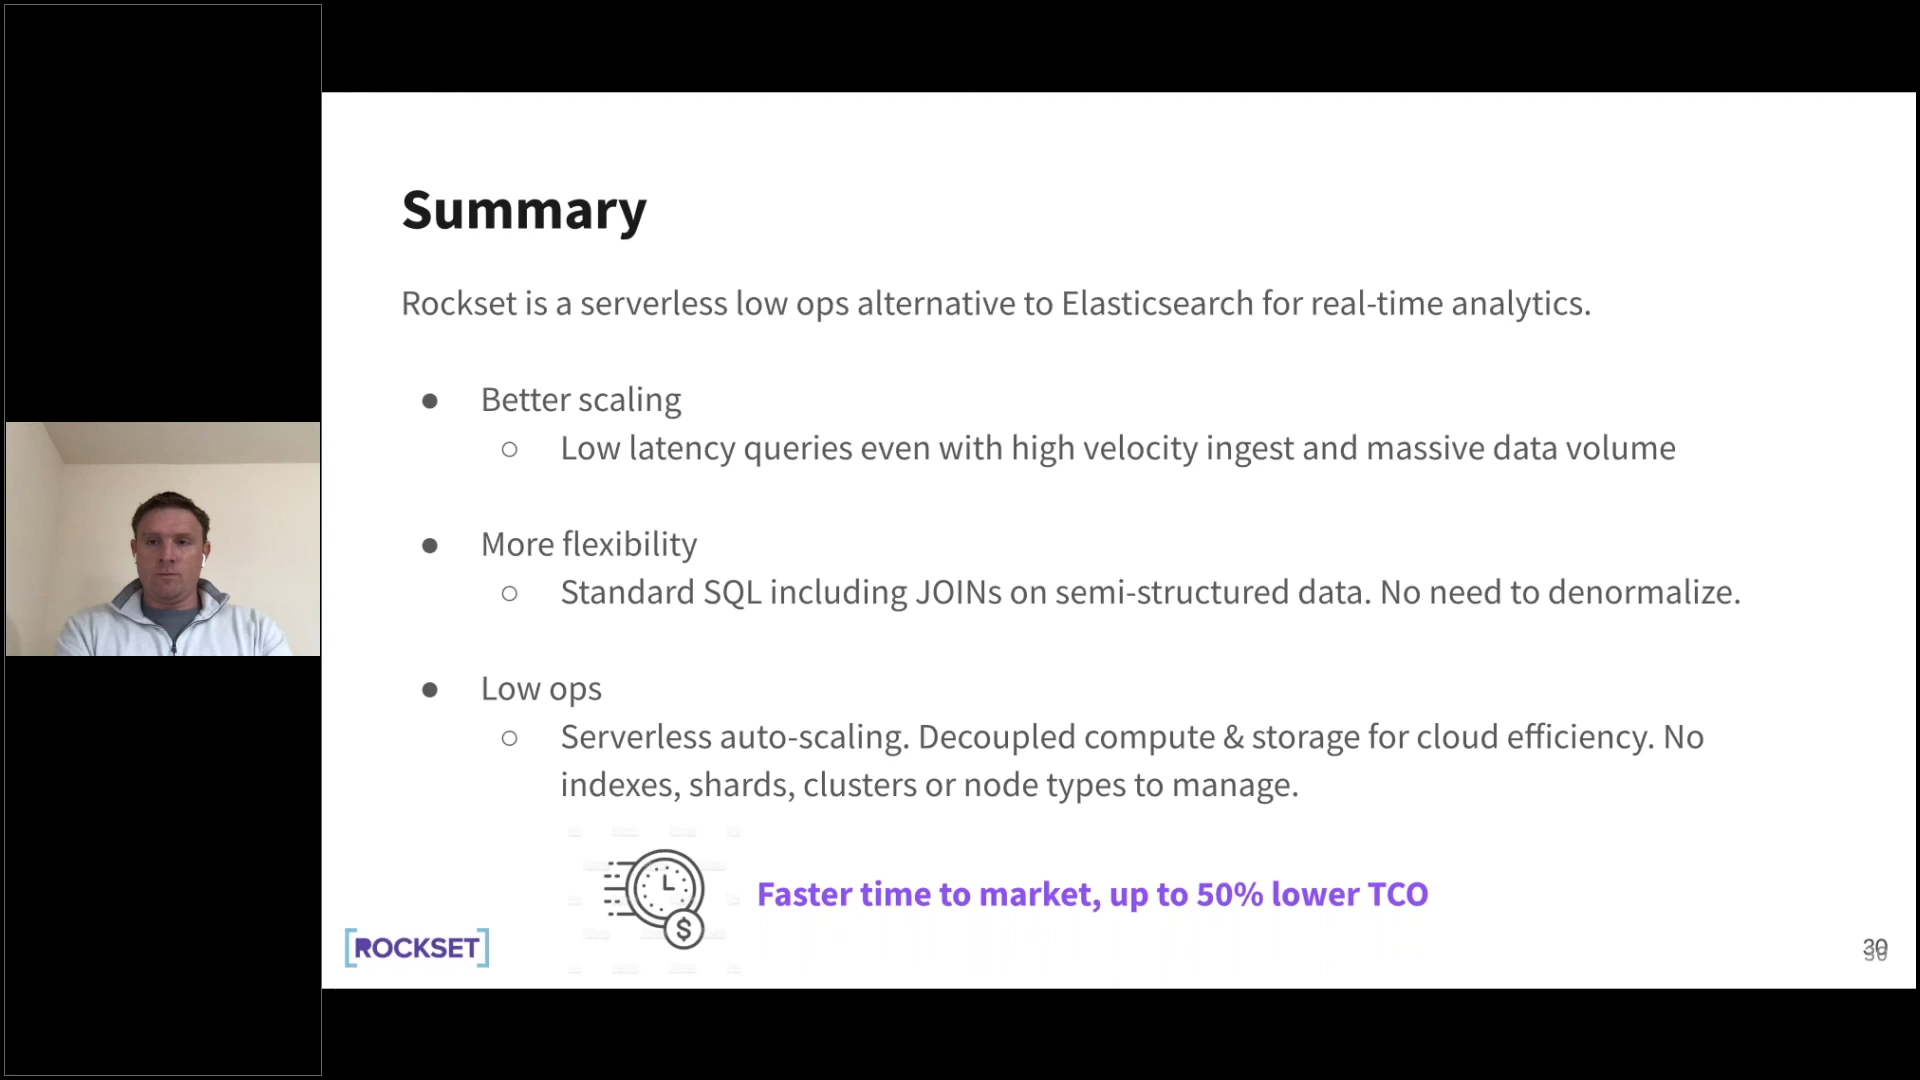 Summary
Rockset is a serverless low ops alternative to Elasticsearch for real-time analytics.
● Better scaling
○ Low latency queries even with high velocity ingest and massive data volume
● More flexibility
○ Standard SQL including JOINs on semi-structured data. No need to denormalize.
● Low ops
○ Serverless auto-scaling. Decoupled compute & storage for cloud efficiency. No
indexes, shards, clusters or node types to manage.
$
Faster time to market, up to 50% lower TCO
[ROCKSET]
30